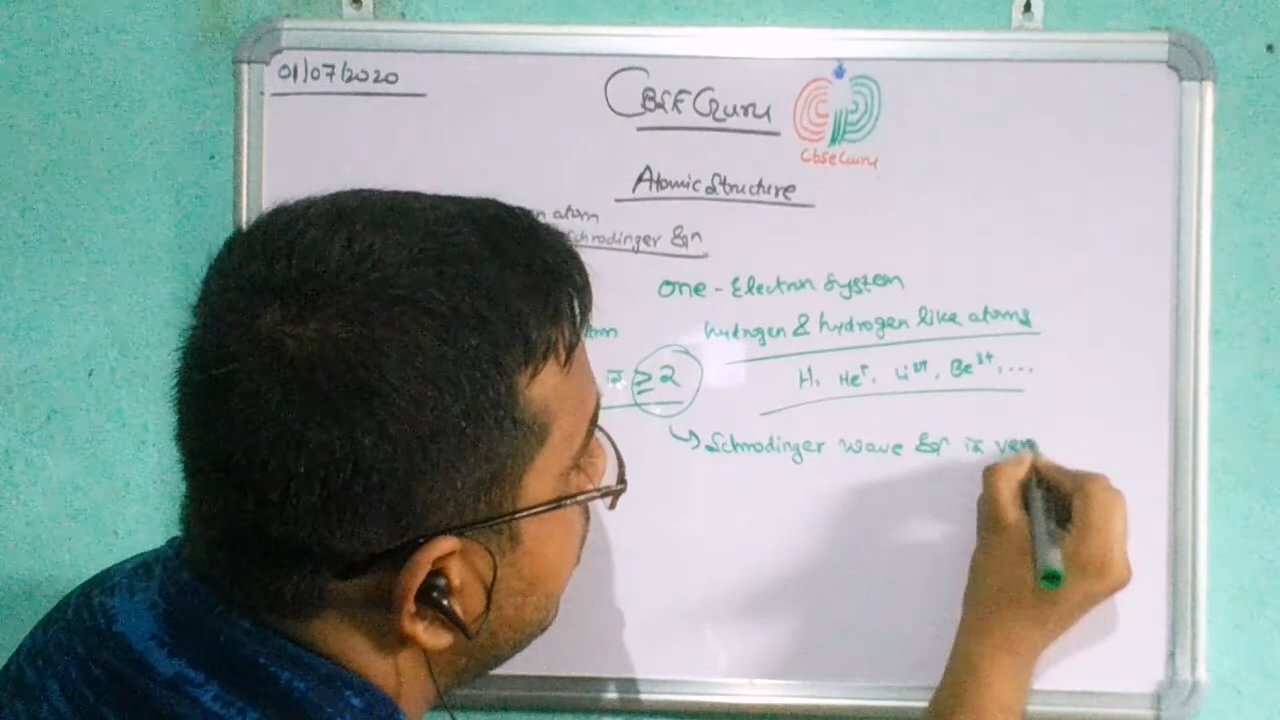 01/07/2020
CBSE Guru
CbseGuru
Atomic Structure
atom
Schrodinger Eqn
one-Electron System
hydrogen & hydrogen like atoms
≥2
H, He⁺, Li²⁺, Be³⁺, ...
↳ Schrodinger wave Eqn is ver